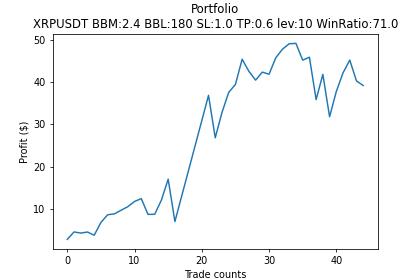 Portfolio
XRPUSDT BBM:2.4 BBL:180 SL:1.0 TP:0.6 lev:10 WinRatio:71.0
50
40
30
20
10
Profit ($)
0
10
20
30
40
Trade counts